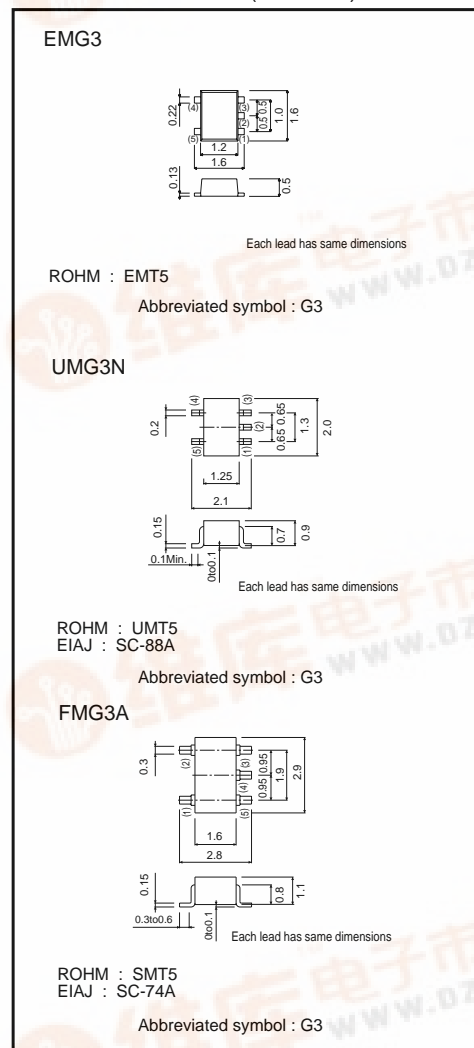 EMG3
0.22
(4)
(3)
(2)
(5)
(1)
0.5 0.5
1.0
1.6
1.2
1.6
0.13
0.5
Each lead has same dimensions
ROHM : EMT5
Abbreviated symbol : G3
UMG3N
0.2
(4)
(3)
(2)
(5)
(1)
0.65 0.65
1.3
2.0
1.25
2.1
0.15
0.1Min.
0to0.1
0.7
0.9
Each lead has same dimensions
ROHM : UMT5
EIAJ : SC-88A
Abbreviated symbol : G3
FMG3A
0.3
(2)
(3)
(4)
(1)
(5)
0.95 0.95
1.9
2.9
1.6
2.8
0.15
0.3to0.6
0to0.1
0.8
1.1
Each lead has same dimensions
ROHM : SMT5
EIAJ : SC-74A
Abbreviated symbol : G3